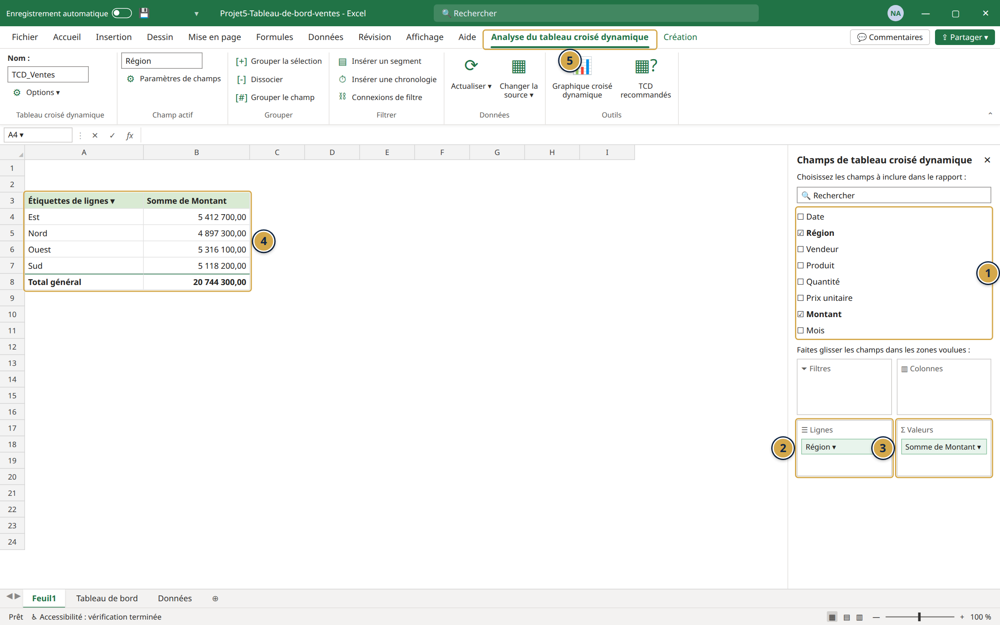 Enregistrement automatique
Projet5-Tableau-de-bord-ventes - Excel
Rechercher
NA
Fichier Accueil Insertion Dessin Mise en page Formules Données Révision Affichage Aide Analyse du tableau croisé dynamique Création
Commentaires
Partager ▾
Nom :
TCD_Ventes
Options ▾
Tableau croisé dynamique
Région
Paramètres de champs
Champ actif
[+] Grouper la sélection
[-] Dissocier
[#] Grouper le champ
Grouper
Insérer un segment
Insérer une chronologie
Connexions de filtre
Filtrer
Actualiser ▾
Changer la
source ▾
Données
5
Graphique croisé
dynamique
?
TCD
recommandés
Outils
A4 ▾
fx
A B C D E F G H I
1
2
3 Étiquettes de lignes ▾ Somme de Montant
4 Est 5 412 700,00
5 Nord 4 897 300,00
6 Ouest 5 316 100,00
7 Sud 5 118 200,00
8 Total général 20 744 300,00
4
9
10
11
12
13
14
15
16
17
18
19
20
21
22
23
24
Champs de tableau croisé dynamique
Choisissez les champs à inclure dans le rapport :
Rechercher
☐ Date
☑ Région
☐ Vendeur
☐ Produit
☐ Quantité
☐ Prix unitaire
☑ Montant
☐ Mois
1
Faites glisser les champs dans les zones voulues :
Filtres
Colonnes
☰ Lignes
Région ▾
2
Σ Valeurs
Somme de Montant ▾
3
Feuil1 Tableau de bord Données ⊕
Prêt Accessibilité : vérification terminée
— + 100 %